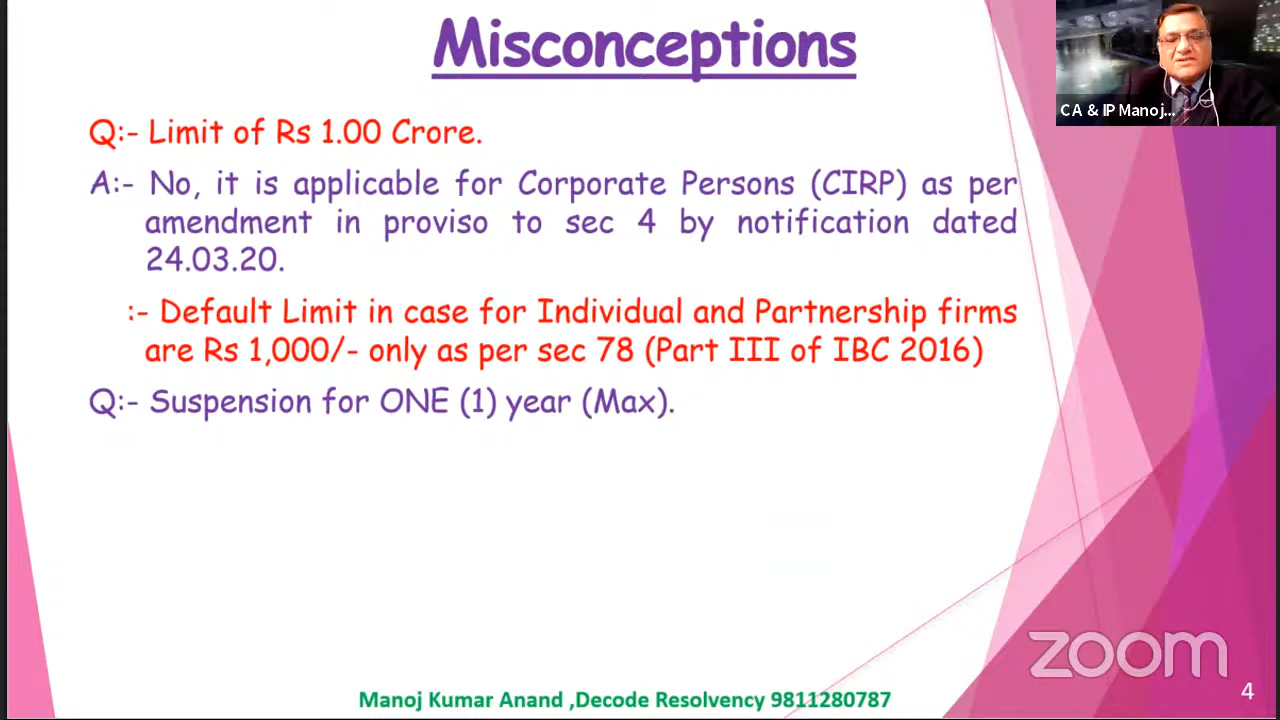 Misconceptions
CA & IP Manoj...
Q:- Limit of Rs 1.00 Crore.
A:- No, it is applicable for Corporate Persons (CIRP) as per
amendment in proviso to sec 4 by notification dated
24.03.20.
:- Default Limit in case for Individual and Partnership firms
are Rs 1,000/- only as per sec 78 (Part III of IBC 2016)
Q:- Suspension for ONE (1) year (Max).
zoom
Manoj Kumar Anand ,Decode Resolvency 9811280787
4